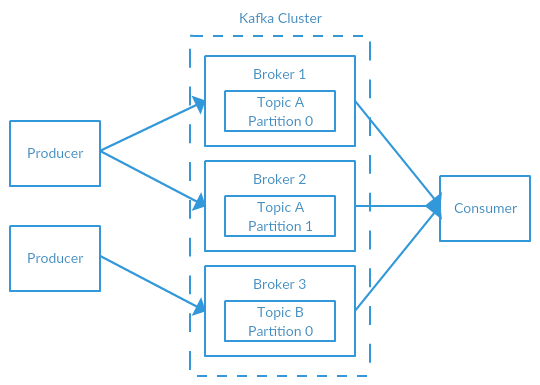 Kafka Cluster
Broker 1
Topic A
Partition 0
Producer
Broker 2
Topic A
Partition 1
Consumer
Producer
Broker 3
Topic B
Partition 0